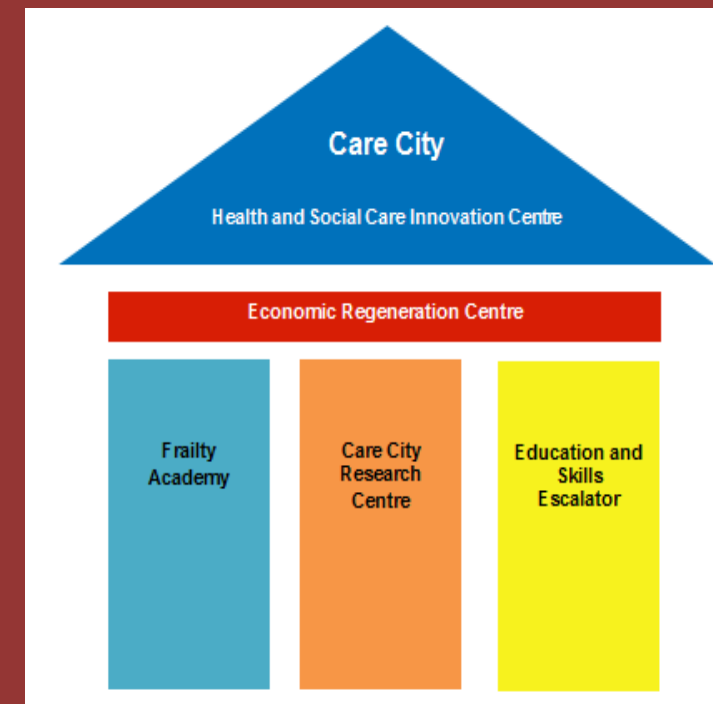 Care City
Health and Social Care Innovation Centre
Economic Regeneration Centre
Frailty
Academy
Care City
Research
Centre
Education and
Skills
Escalator